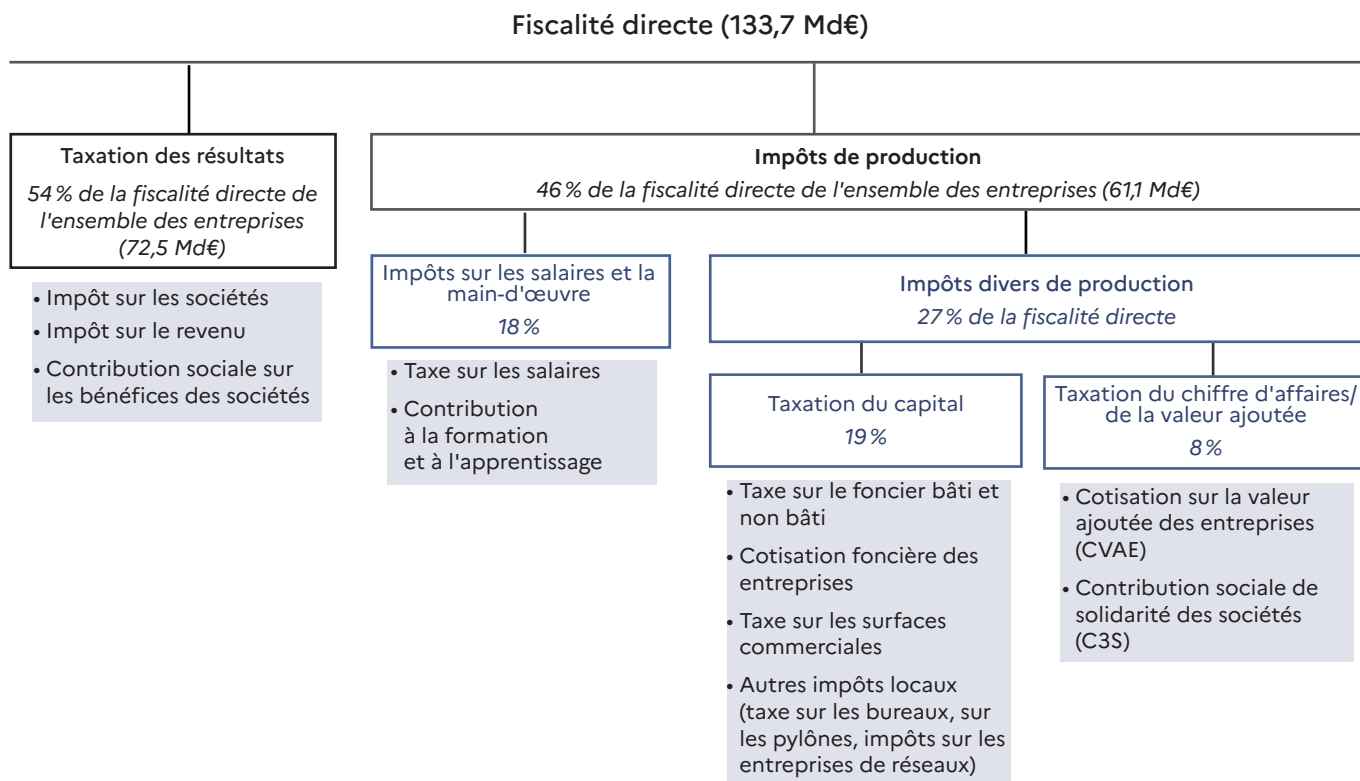 Fiscalité directe (133,7 Md€)
Taxation des résultats
54 % de la fiscalité directe de
l'ensemble des entreprises
(72,5 Md€)
• Impôt sur les sociétés
• Impôt sur le revenu
• Contribution sociale sur
les bénéfices des sociétés
Impôts de production
46 % de la fiscalité directe de l'ensemble des entreprises (61,1 Md€)
Impôts sur les salaires et la
main-d'œuvre
18 %
• Taxe sur les salaires
• Contribution
à la formation
et à l'apprentissage
Impôts divers de production
27 % de la fiscalité directe
Taxation du capital
19 %
• Taxe sur le foncier bâti et
non bâti
• Cotisation foncière des
entreprises
• Taxe sur les surfaces
commerciales
• Autres impôts locaux
(taxe sur les bureaux, sur
les pylônes, impôts sur les
entreprises de réseaux)
Taxation du chiffre d'affaires/
de la valeur ajoutée
8 %
• Cotisation sur la valeur
ajoutée des entreprises
(CVAE)
• Contribution sociale de
solidarité des sociétés
(C3S)